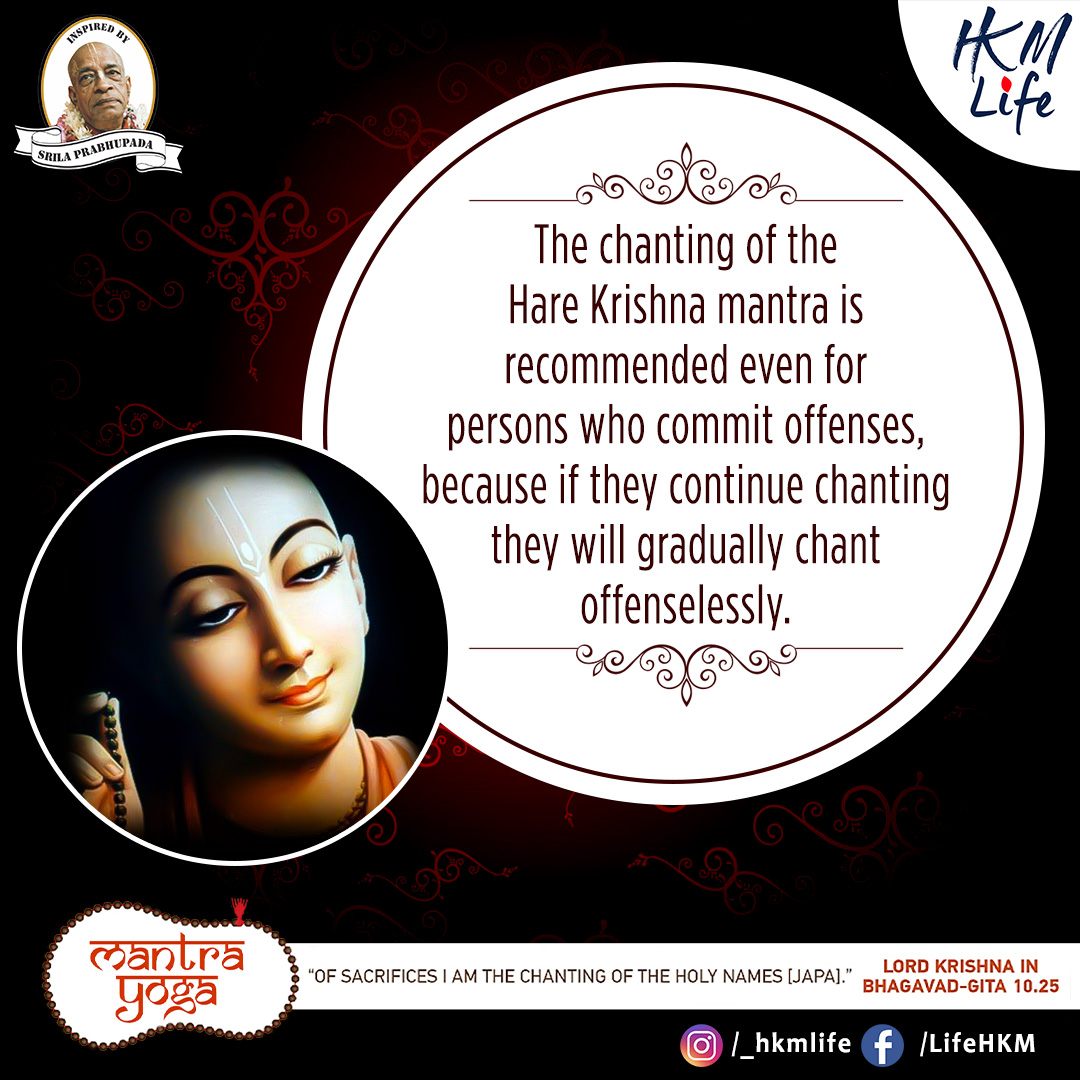 INSPIRED BY
SRILA PRABHUPADA
HKM
Life
The chanting of the
Hare Krishna mantra is
recommended even for
persons who commit offenses,
because if they continue chanting
they will gradually chant
offenselessly.
mantra
yoga
“OF SACRIFICES I AM THE CHANTING OF THE HOLY NAMES [JAPA].”
LORD KRISHNA IN
BHAGAVAD-GITA 10.25
/_hkmlife
/LifeHKM